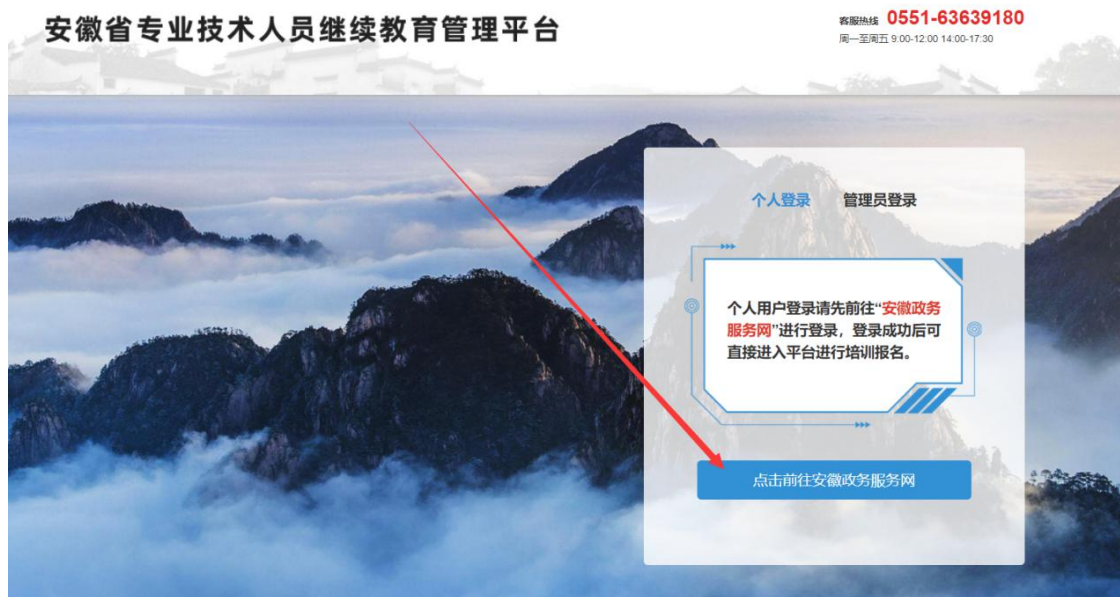 安徽省专业技术人员继续教育管理平台
客服热线 0551-63639180
周一至周五 9:00-12:00 14:00-17:30
个人登录 管理员登录
个人用户登录请先前往“安徽政务
服务网”进行登录，登录成功后可
直接进入平台进行培训报名。
点击前往安徽政务服务网